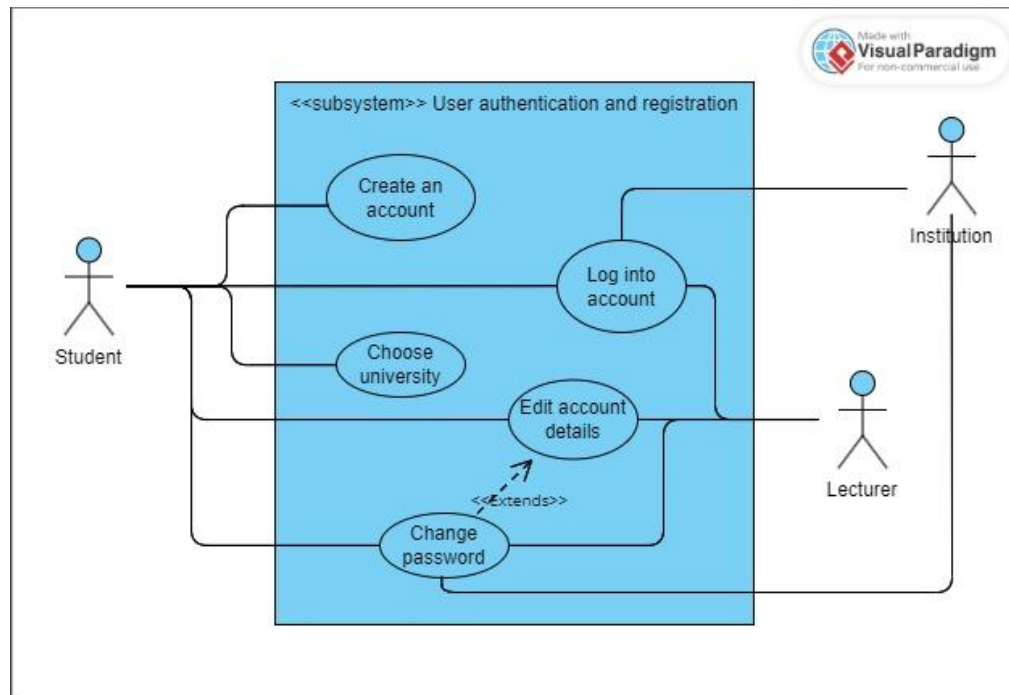 Made with
Visual Paradigm
For non-commercial use
<<subsystem>> User authentication and registration
Create an
account
Institution
Log into
account
Student
Choose
university
Edit account
details
Lecturer
<<Extends>>
Change
password